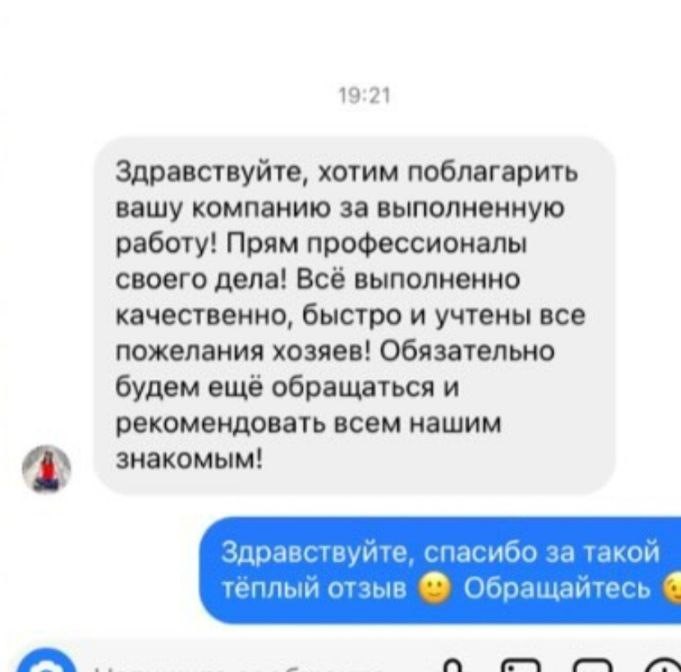 19:21
Здравствуйте, хотим поблагарить
вашу компанию за выполненную
работу! Прям профессионалы
своего дела! Всё выполненно
качественно, быстро и учтены все
пожелания хозяев! Обязательно
будем ещё обращаться и
рекомендовать всем нашим
знакомым!
Здравствуйте, спасибо за такой
тёплый отзыв 🙂 Обращайтесь 😉